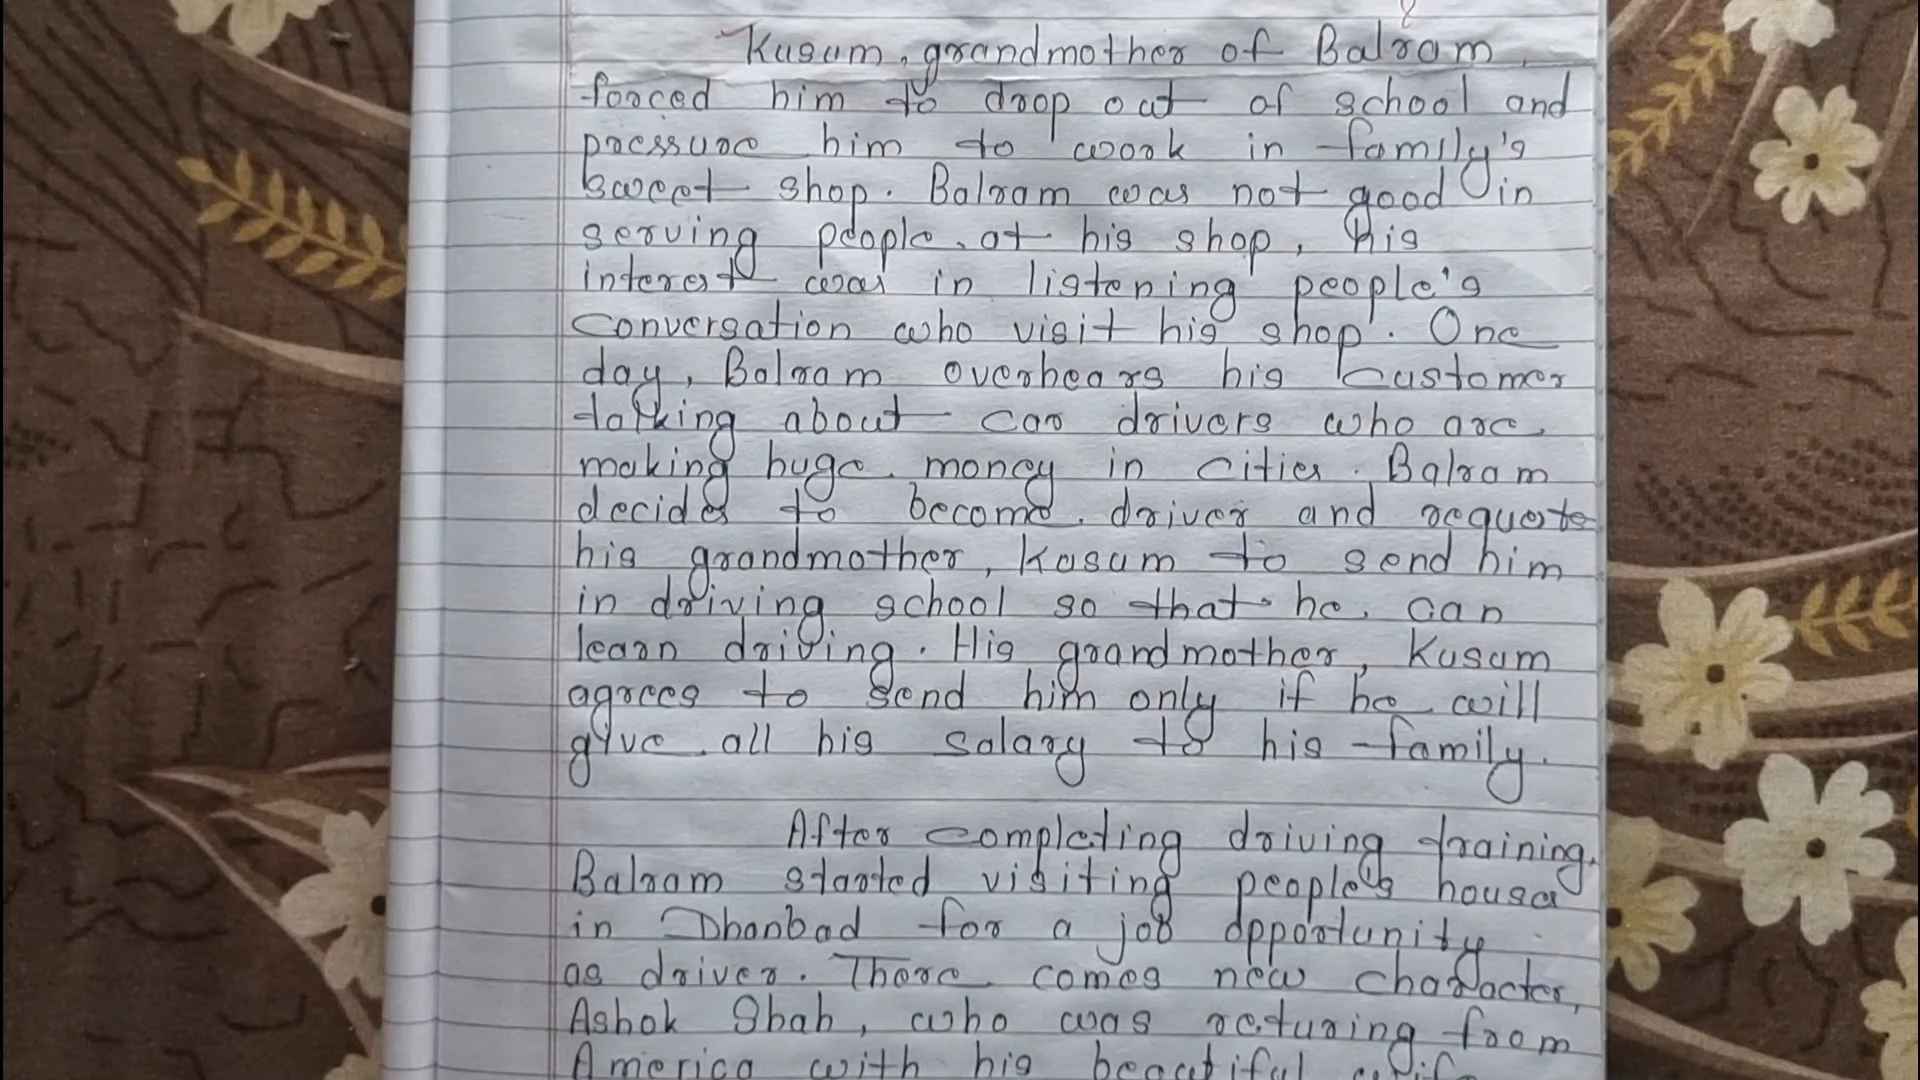 Kusum, grandmother of Balram,
forced him to drop out of school and
pressure him to work in family's
sweet shop. Balram was not good in
serving people at his shop, his
interest was in listening people's
conversation who visit his shop. One
day, Balram overhears his customer
talking about car drivers who are
making huge money in cities. Balram
decides to become driver and requests
his grandmother, Kusum to send him
in driving school so that he can
learn driving. His grandmother, Kusum
agrees to send him only if he will
give all his salary to his family.
After completing driving training,
Balram started visiting people's house
in Dhanbad for a job opportunity
as driver. There comes new character,
Ashok Shah, who was returing from
America with his beautiful wife